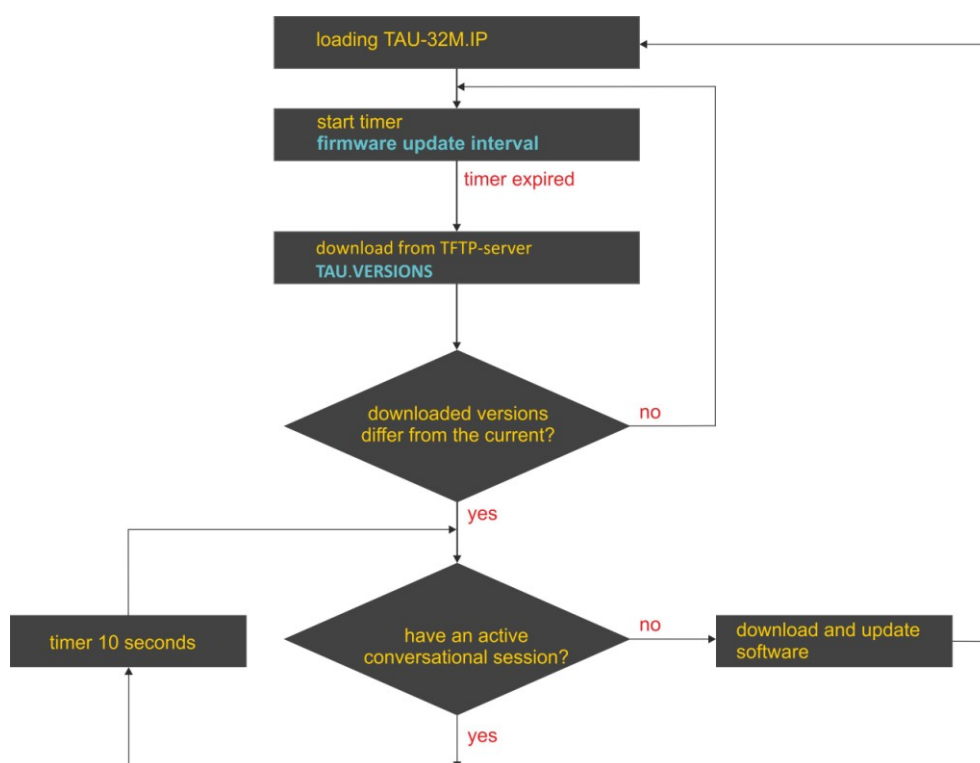 loading TAU-32M.IP
start timer
firmware update interval
timer expired
download from TFTP-server
TAU.VERSIONS
downloaded versions
differ from the current?
no
yes
timer 10 seconds
have an active
conversational session?
no
download and update
software
yes